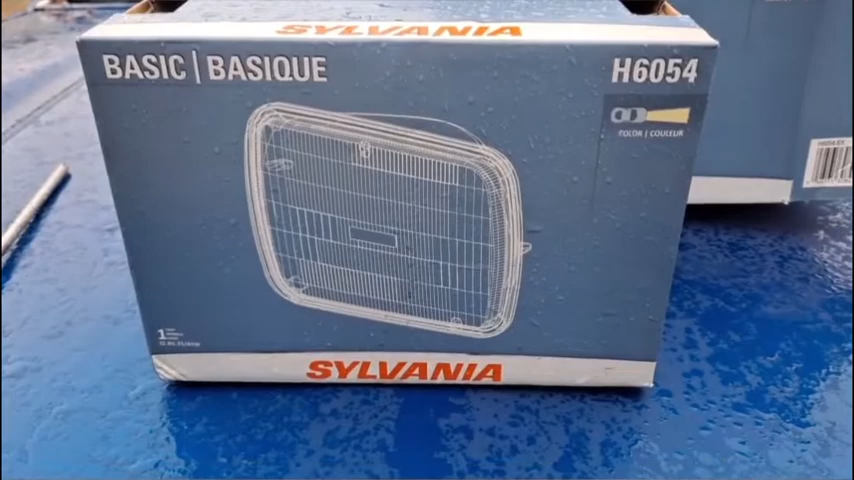 SYLVANIA
BASIC | BASIQUE
H6054
COLOR | COULEUR
1
SYLVANIA